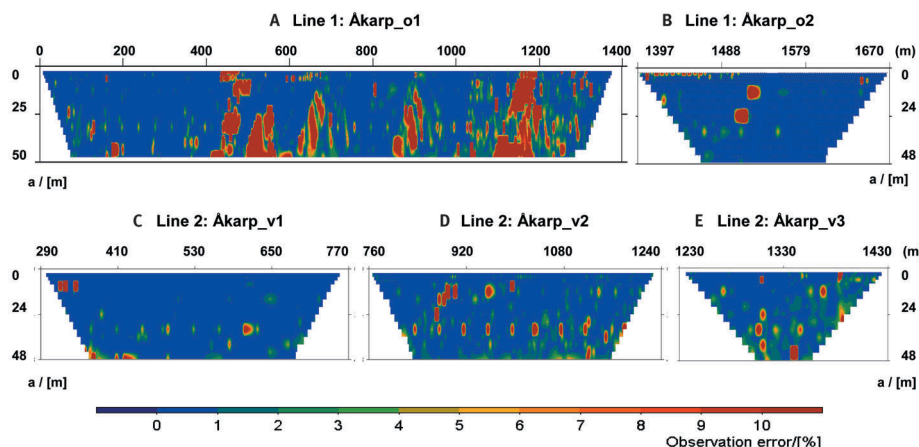 A Line 1: Åkarp_o1
B Line 1: Åkarp_o2
0 200 400 600 800 1000 1200 1400
1397 1488 1579 1670 (m)
0
25
50
a / [m]
0
24
48
a / [m]
C Line 2: Åkarp_v1
D Line 2: Åkarp_v2
E Line 2: Åkarp_v3
290 410 530 650 770
760 920 1080 1240
1230 1330 1430 (m
0
24
48
a / [m]
0
24
48
a / [m]
0 1 2 3 4 5 6 7 8 9 10
Observation error/[%]